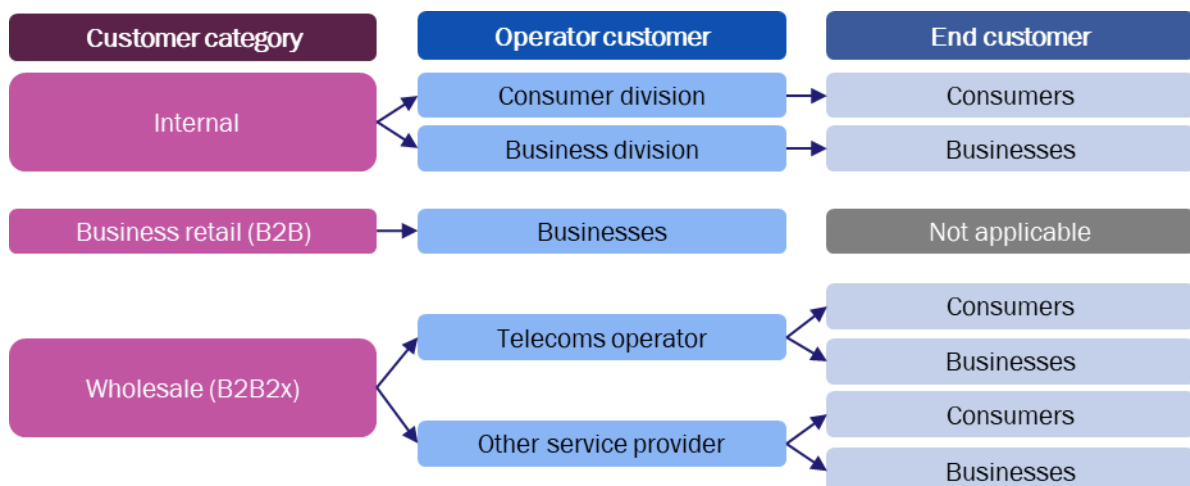 Customer category
Operator customer
End customer
Internal
Consumer division
Consumers
Business division
Businesses
Business retail (B2B)
Businesses
Not applicable
Wholesale (B2B2x)
Telecoms operator
Consumers
Businesses
Other service provider
Consumers
Businesses